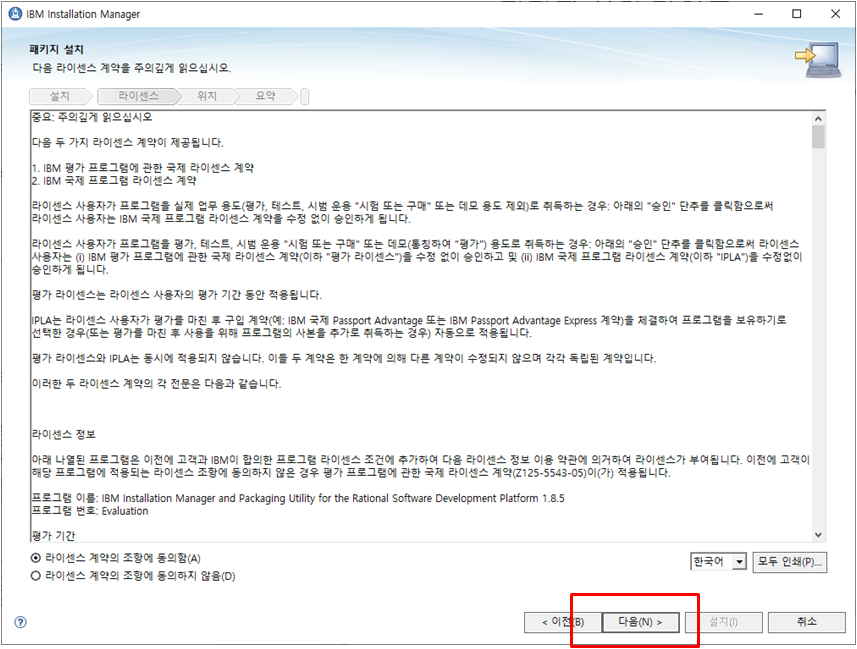 IBM Installation Manager
패키지 설치
다음 라이센스 계약을 주의깊게 읽으십시오.
설치 라이센스 위치 요약
중요: 주의깊게 읽으십시오
다음 두 가지 라이센스 계약이 제공됩니다.
1. IBM 평가 프로그램에 관한 국제 라이센스 계약
2. IBM 국제 프로그램 라이센스 계약
라이센스 사용자가 프로그램을 실제 업무 용도(평가, 테스트, 시범 운용 "시험 또는 구매" 또는 데모 용도 제외)로 취득하는 경우: 아래의 "승인" 단추를 클릭함으로써
라이센스 사용자는 IBM 국제 프로그램 라이센스 계약을 수정 없이 승인하게 됩니다.
라이센스 사용자가 프로그램을 평가, 테스트, 시범 운용 "시험 또는 구매" 또는 데모(통칭하여 "평가") 용도로 취득하는 경우: 아래의 "승인" 단추를 클릭함으로써 라이센스
사용자는 (i) IBM 평가 프로그램에 관한 국제 라이센스 계약(이하 "평가 라이센스")을 수정 없이 승인하고 및 (ii) IBM 국제 프로그램 라이센스 계약(이하 "IPLA")을 수정없이
승인하게 됩니다.
평가 라이센스는 라이센스 사용자의 평가 기간 동안 적용됩니다.
IPLA는 라이센스 사용자가 평가를 마친 후 구입 계약(예: IBM 국제 Passport Advantage 또는 IBM Passport Advantage Express 계약)을 체결하여 프로그램을 보유하기로
선택한 경우(또는 평가를 마친 후 사용을 위해 프로그램의 사본을 추가로 취득하는 경우) 자동으로 적용됩니다.
평가 라이센스와 IPLA는 동시에 적용되지 않습니다. 이들 두 계약은 한 계약에 의해 다른 계약이 수정되지 않으며 각각 독립된 계약입니다.
이러한 두 라이센스 계약의 각 전문은 다음과 같습니다.
라이센스 정보
아래 나열된 프로그램은 이전에 고객과 IBM이 합의한 프로그램 라이센스 조건에 추가하여 다음 라이센스 정보 이용 약관에 의거하여 라이센스가 부여됩니다. 이전에 고객이
해당 프로그램에 적용되는 라이센스 조항에 동의하지 않은 경우 평가 프로그램에 관한 국제 라이센스 계약(Z125-5543-05)이(가) 적용됩니다.
프로그램 이름: IBM Installation Manager and Packaging Utility for the Rational Software Development Platform 1.8.5
프로그램 번호: Evaluation
평가 기간
라이센스 계약의 조항에 동의함(A)
라이센스 계약의 조항에 동의하지 않음(D)
한국어 모두 인쇄(P)...
< 이전(B) 다음(N) > 설치(I) 취소